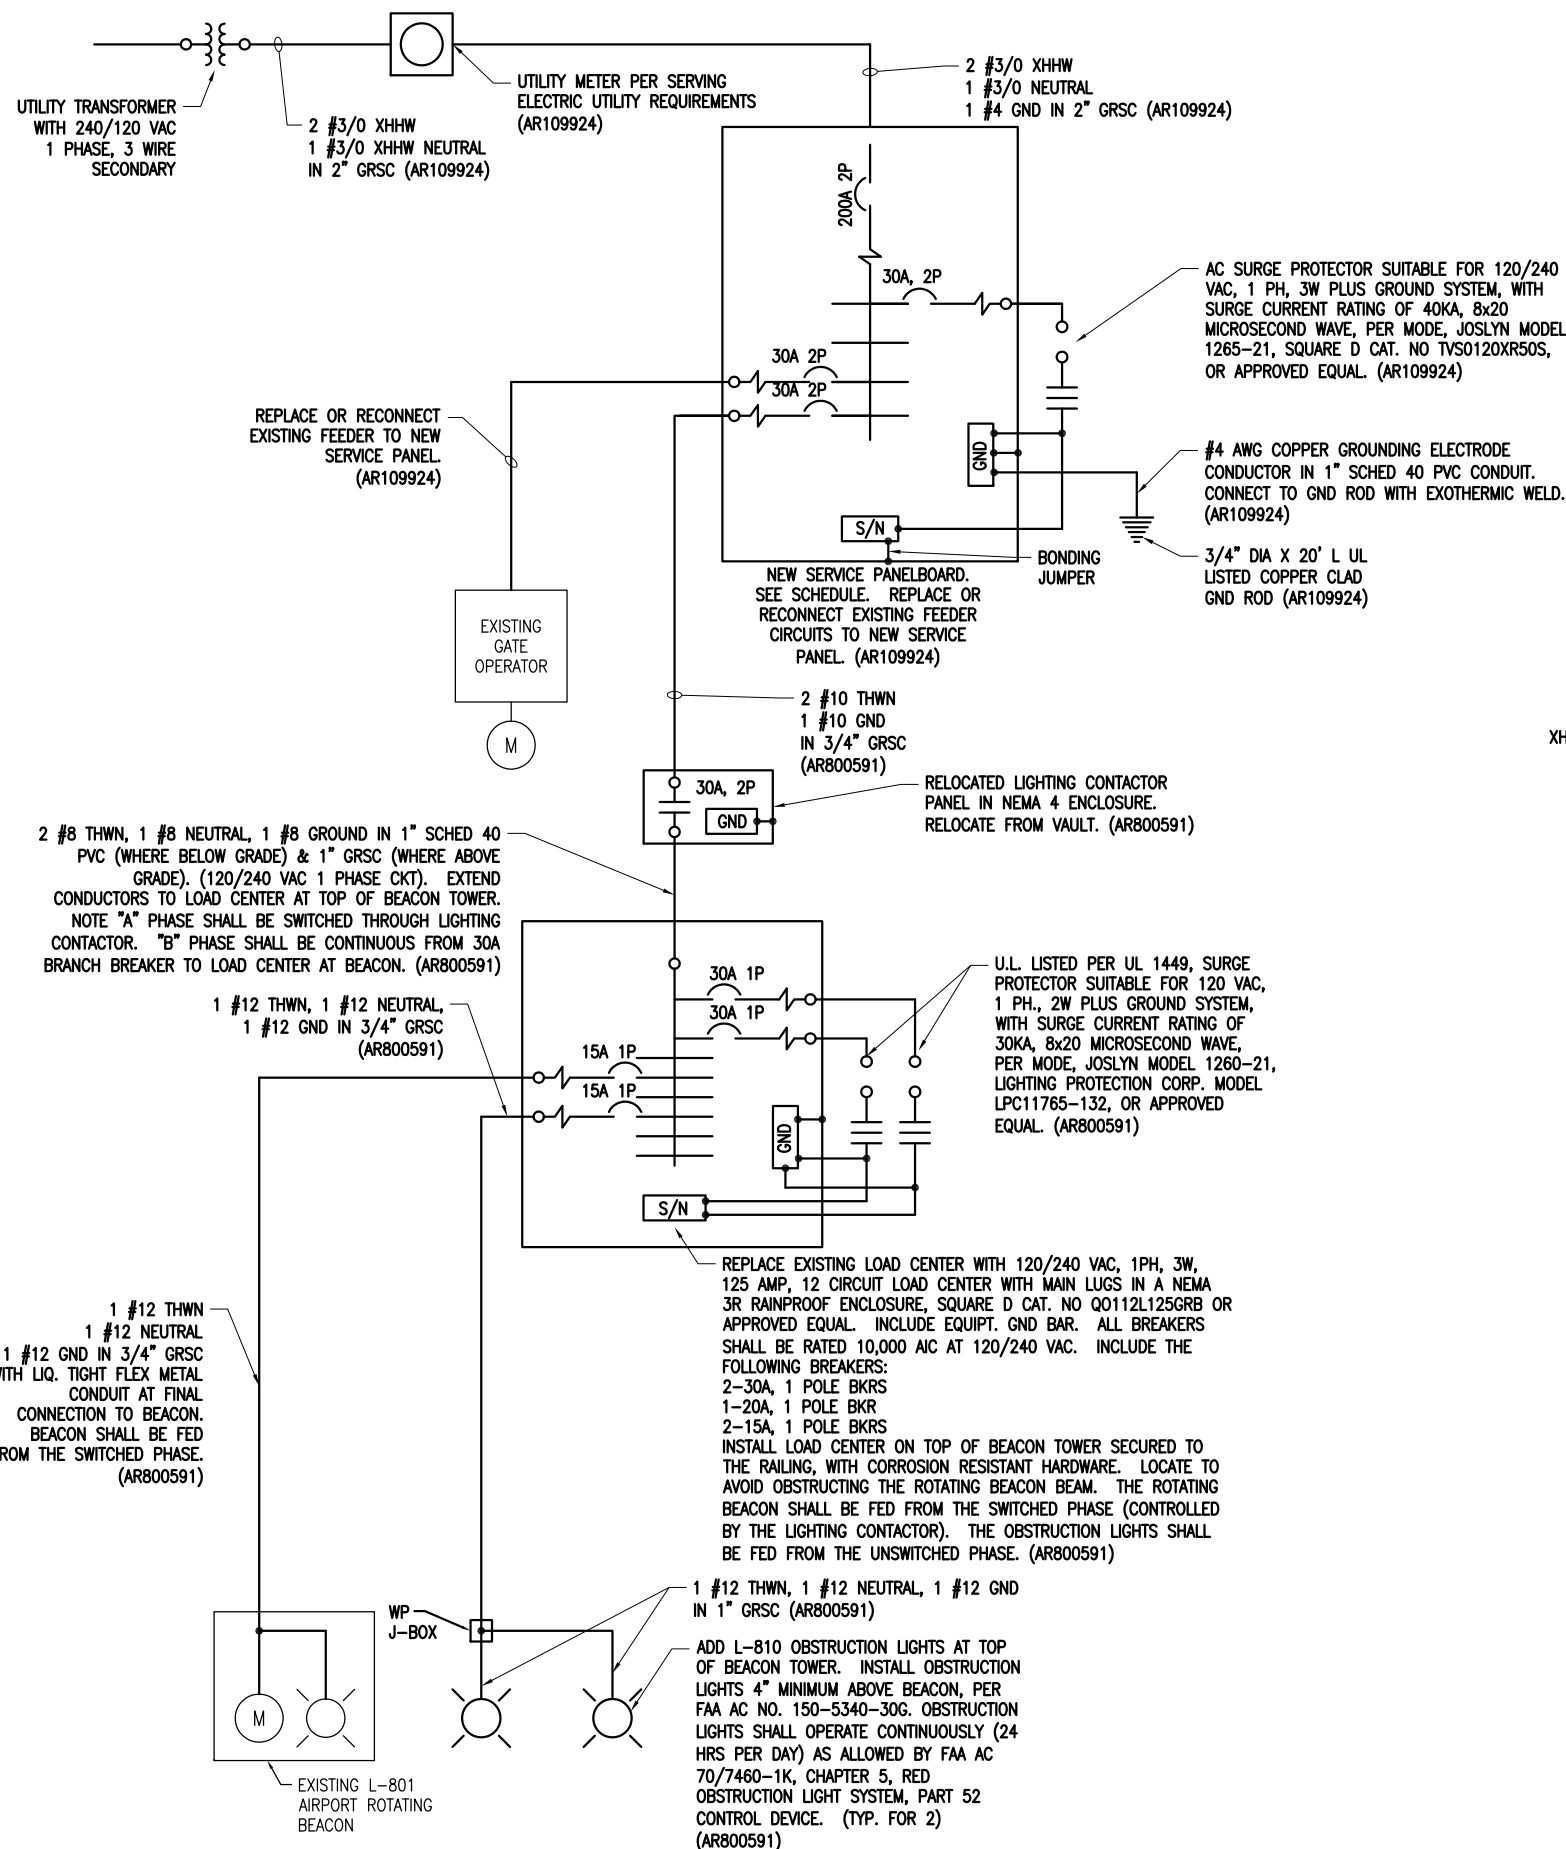 UTILITY TRANSFORMER
WITH 240/120 VAC
1 PHASE, 3 WIRE
SECONDARY
2 #3/0 XHHW
1 #3/0 XHHW NEUTRAL
IN 2" GRSC (AR109924)
UTILITY METER PER SERVING
ELECTRIC UTILITY REQUIREMENTS
(AR109924)
2 #3/0 XHHW
1 #3/0 NEUTRAL
1 #4 GND IN 2" GRSC (AR109924)
200A 2P
30A, 2P
30A 2P
30A 2P
GND
S/N
AC SURGE PROTECTOR SUITABLE FOR 120/240
VAC, 1 PH, 3W PLUS GROUND SYSTEM, WITH
SURGE CURRENT RATING OF 40KA, 8x20
MICROSECOND WAVE, PER MODE, JOSLYN MODEL
1265-21, SQUARE D CAT. NO TVS0120XR50S,
OR APPROVED EQUAL. (AR109924)
REPLACE OR RECONNECT
EXISTING FEEDER TO NEW
SERVICE PANEL.
(AR109924)
#4 AWG COPPER GROUNDING ELECTRODE
CONDUCTOR IN 1" SCHED 40 PVC CONDUIT.
CONNECT TO GND ROD WITH EXOTHERMIC WELD.
(AR109924)
BONDING
JUMPER
3/4" DIA X 20' L UL
LISTED COPPER CLAD
GND ROD (AR109924)
NEW SERVICE PANELBOARD.
SEE SCHEDULE. REPLACE OR
RECONNECT EXISTING FEEDER
CIRCUITS TO NEW SERVICE
PANEL. (AR109924)
EXISTING
GATE
OPERATOR
M
2 #10 THWN
1 #10 GND
IN 3/4" GRSC
(AR800591)
XH
30A, 2P
GND
RELOCATED LIGHTING CONTACTOR
PANEL IN NEMA 4 ENCLOSURE.
RELOCATE FROM VAULT. (AR800591)
2 #8 THWN, 1 #8 NEUTRAL, 1 #8 GROUND IN 1" SCHED 40
PVC (WHERE BELOW GRADE) & 1" GRSC (WHERE ABOVE
GRADE). (120/240 VAC 1 PHASE CKT). EXTEND
CONDUCTORS TO LOAD CENTER AT TOP OF BEACON TOWER.
NOTE "A" PHASE SHALL BE SWITCHED THROUGH LIGHTING
CONTACTOR. "B" PHASE SHALL BE CONTINUOUS FROM 30A
BRANCH BREAKER TO LOAD CENTER AT BEACON. (AR800591)
1 #12 THWN, 1 #12 NEUTRAL,
1 #12 GND IN 3/4" GRSC
(AR800591)
30A 1P
30A 1P
15A 1P
15A 1P
GND
S/N
U.L. LISTED PER UL 1449, SURGE
PROTECTOR SUITABLE FOR 120 VAC,
1 PH., 2W PLUS GROUND SYSTEM,
WITH SURGE CURRENT RATING OF
30KA, 8x20 MICROSECOND WAVE,
PER MODE, JOSLYN MODEL 1260-21,
LIGHTING PROTECTION CORP. MODEL
LPC11765-132, OR APPROVED
EQUAL. (AR800591)
REPLACE EXISTING LOAD CENTER WITH 120/240 VAC, 1PH, 3W,
125 AMP, 12 CIRCUIT LOAD CENTER WITH MAIN LUGS IN A NEMA
3R RAINPROOF ENCLOSURE, SQUARE D CAT. NO QO112L125GRB OR
APPROVED EQUAL. INCLUDE EQUIPT. GND BAR. ALL BREAKERS
SHALL BE RATED 10,000 AIC AT 120/240 VAC. INCLUDE THE
FOLLOWING BREAKERS:
2-30A, 1 POLE BKRS
1-20A, 1 POLE BKR
2-15A, 1 POLE BKRS
INSTALL LOAD CENTER ON TOP OF BEACON TOWER SECURED TO
THE RAILING, WITH CORROSION RESISTANT HARDWARE. LOCATE TO
AVOID OBSTRUCTING THE ROTATING BEACON BEAM. THE ROTATING
BEACON SHALL BE FED FROM THE SWITCHED PHASE (CONTROLLED
BY THE LIGHTING CONTACTOR). THE OBSTRUCTION LIGHTS SHALL
BE FED FROM THE UNSWITCHED PHASE. (AR800591)
1 #12 THWN
1 #12 NEUTRAL
1 #12 GND IN 3/4" GRSC
WITH LIQ. TIGHT FLEX METAL
CONDUIT AT FINAL
CONNECTION TO BEACON.
BEACON SHALL BE FED
FROM THE SWITCHED PHASE.
(AR800591)
1 #12 THWN, 1 #12 NEUTRAL, 1 #12 GND
IN 1" GRSC (AR800591)
WP
J-BOX
M
ADD L-810 OBSTRUCTION LIGHTS AT TOP
OF BEACON TOWER. INSTALL OBSTRUCTION
LIGHTS 4" MINIMUM ABOVE BEACON, PER
FAA AC NO. 150-5340-30G. OBSTRUCTION
LIGHTS SHALL OPERATE CONTINUOUSLY (24
HRS PER DAY) AS ALLOWED BY FAA AC
70/7460-1K, CHAPTER 5, RED
OBSTRUCTION LIGHT SYSTEM, PART 52
CONTROL DEVICE. (TYP. FOR 2)
(AR800591)
EXISTING L-801
AIRPORT ROTATING
BEACON